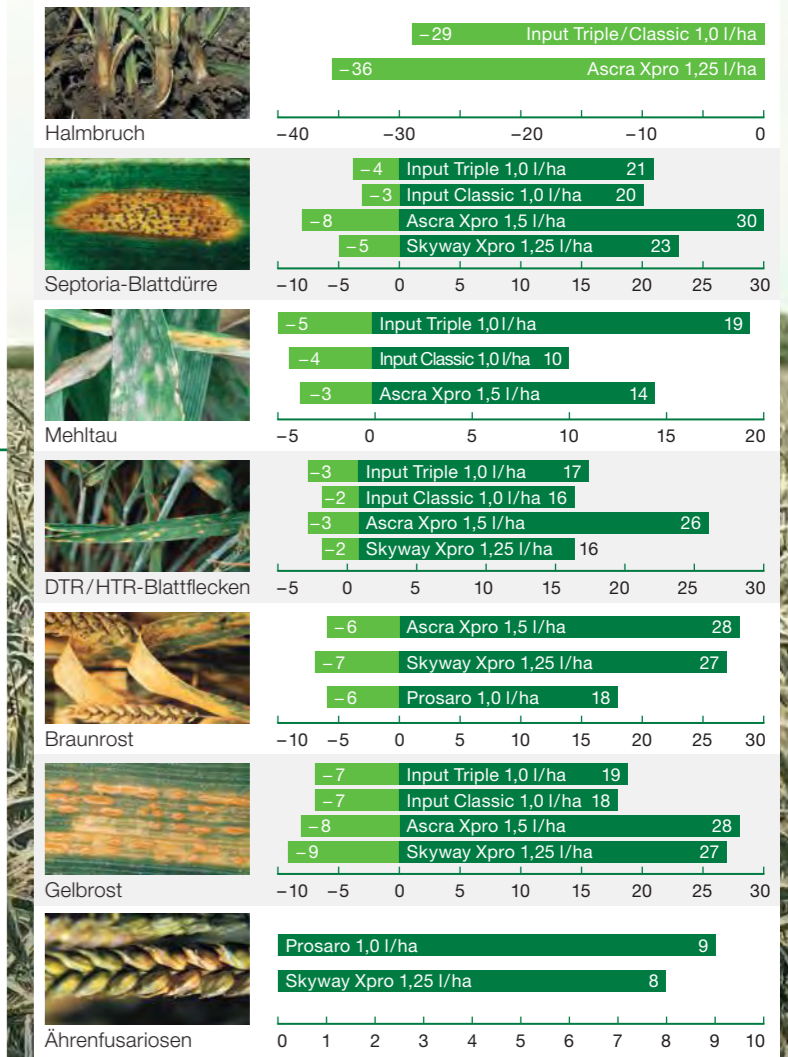 −29 Input Triple/Classic 1,0 l/ha
−36 Ascra Xpro 1,25 l/ha
Halmbruch
−40 −30 −20 −10 0
−4 Input Triple 1,0 l/ha 21
−3 Input Classic 1,0 l/ha 20
−8 Ascra Xpro 1,5 l/ha 30
−5 Skyway Xpro 1,25 l/ha 23
Septoria-Blattdürre
−10 −5 0 5 10 15 20 25 30
−5 Input Triple 1,0 l/ha 19
−4 Input Classic 1,0 l/ha 10
−3 Ascra Xpro 1,5 l/ha 14
Mehltau
−5 0 5 10 15 20
−3 Input Triple 1,0 l/ha 17
−2 Input Classic 1,0 l/ha 16
−3 Ascra Xpro 1,5 l/ha 26
−2 Skyway Xpro 1,25 l/ha 16
DTR/HTR-Blattflecken
−5 0 5 10 15 20 25 30
−6 Ascra Xpro 1,5 l/ha 28
−7 Skyway Xpro 1,25 l/ha 27
−6 Prosaro 1,0 l/ha 18
Braunrost
−10 −5 0 5 10 15 20 25 30
−7 Input Triple 1,0 l/ha 19
−7 Input Classic 1,0 l/ha 18
−8 Ascra Xpro 1,5 l/ha 28
−9 Skyway Xpro 1,25 l/ha 27
Gelbrost
−10 −5 0 5 10 15 20 25 30
Prosaro 1,0 l/ha 9
Skyway Xpro 1,25 l/ha 8
Ährenfusariosen
0 1 2 3 4 5 6 7 8 9 10